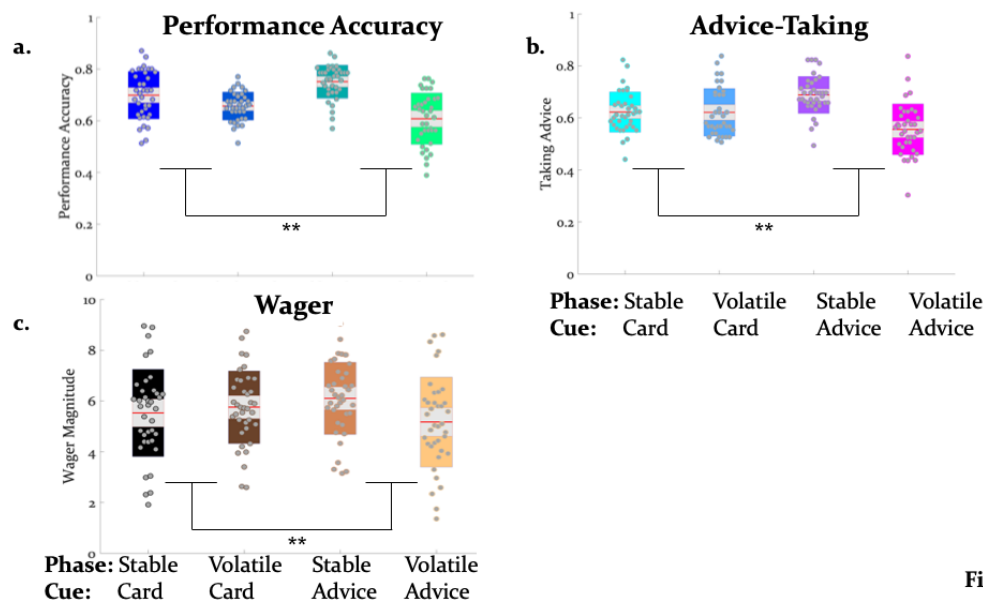 a.
Performance Accuracy
Performance Accuracy
1
0.8
0.6
0.4
0.2
0
**
b.
Advice-Taking
Taking Advice
1
0.8
0.6
0.4
0.2
0
**
Phase: Stable Volatile Stable Volatile
Cue: Card Card Advice Advice
c.
Wager
Wager Magnitude
10
8
6
4
2
0
**
Phase: Stable Volatile Stable Volatile
Cue: Card Card Advice Advice
Fi